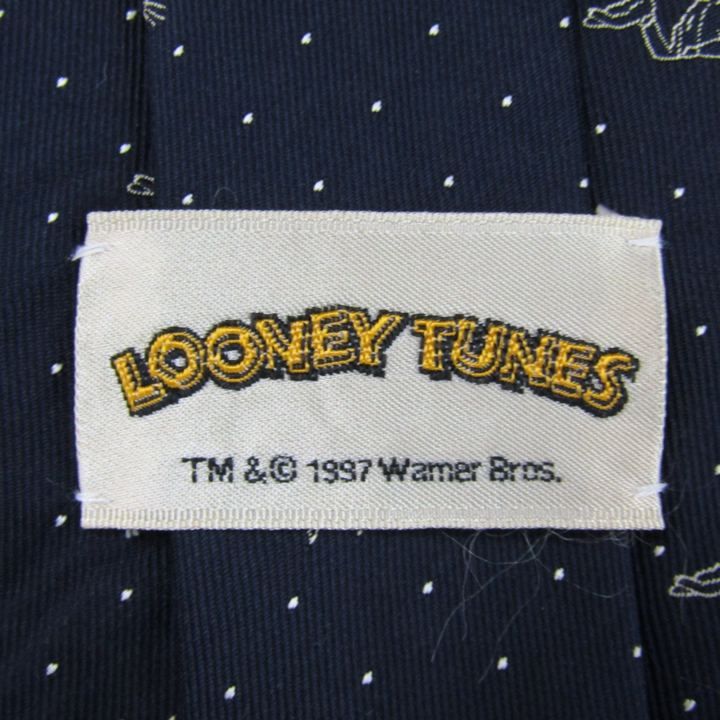 LOONEY TUNES
TM & © 1997 Warner Bros.